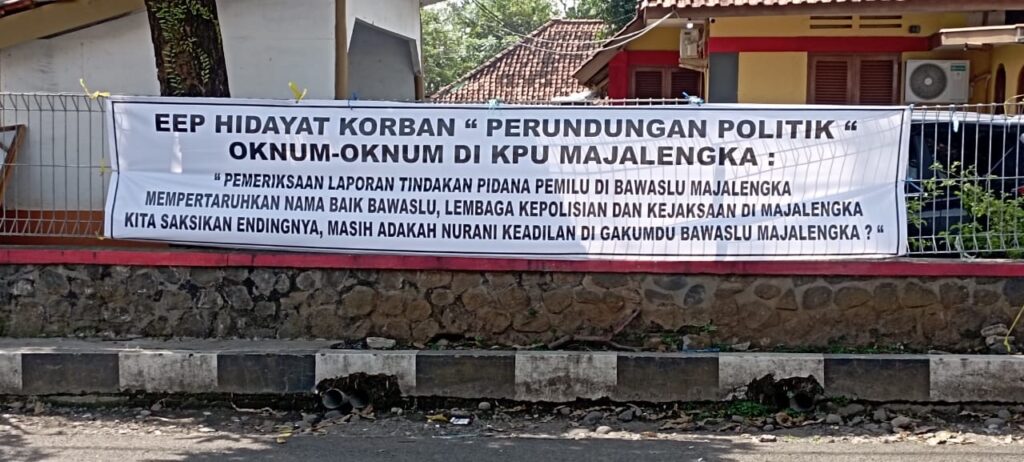 EEP HIDAYAT KORBAN “ PERUNDUNGAN POLITIK “
OKNUM-OKNUM DI KPU MAJALENGKA :
“ PEMERIKSAAN LAPORAN TINDAKAN PIDANA PEMILU DI BAWASLU MAJALENGKA
MEMPERTARUHKAN NAMA BAIK BAWASLU, LEMBAGA KEPOLISIAN DAN KEJAKSAAN DI MAJALENGKA
KITA SAKSIKAN ENDINGNYA, MASIH ADAKAH NURANI KEADILAN DI GAKUMDU BAWASLU MAJALENGKA ? “